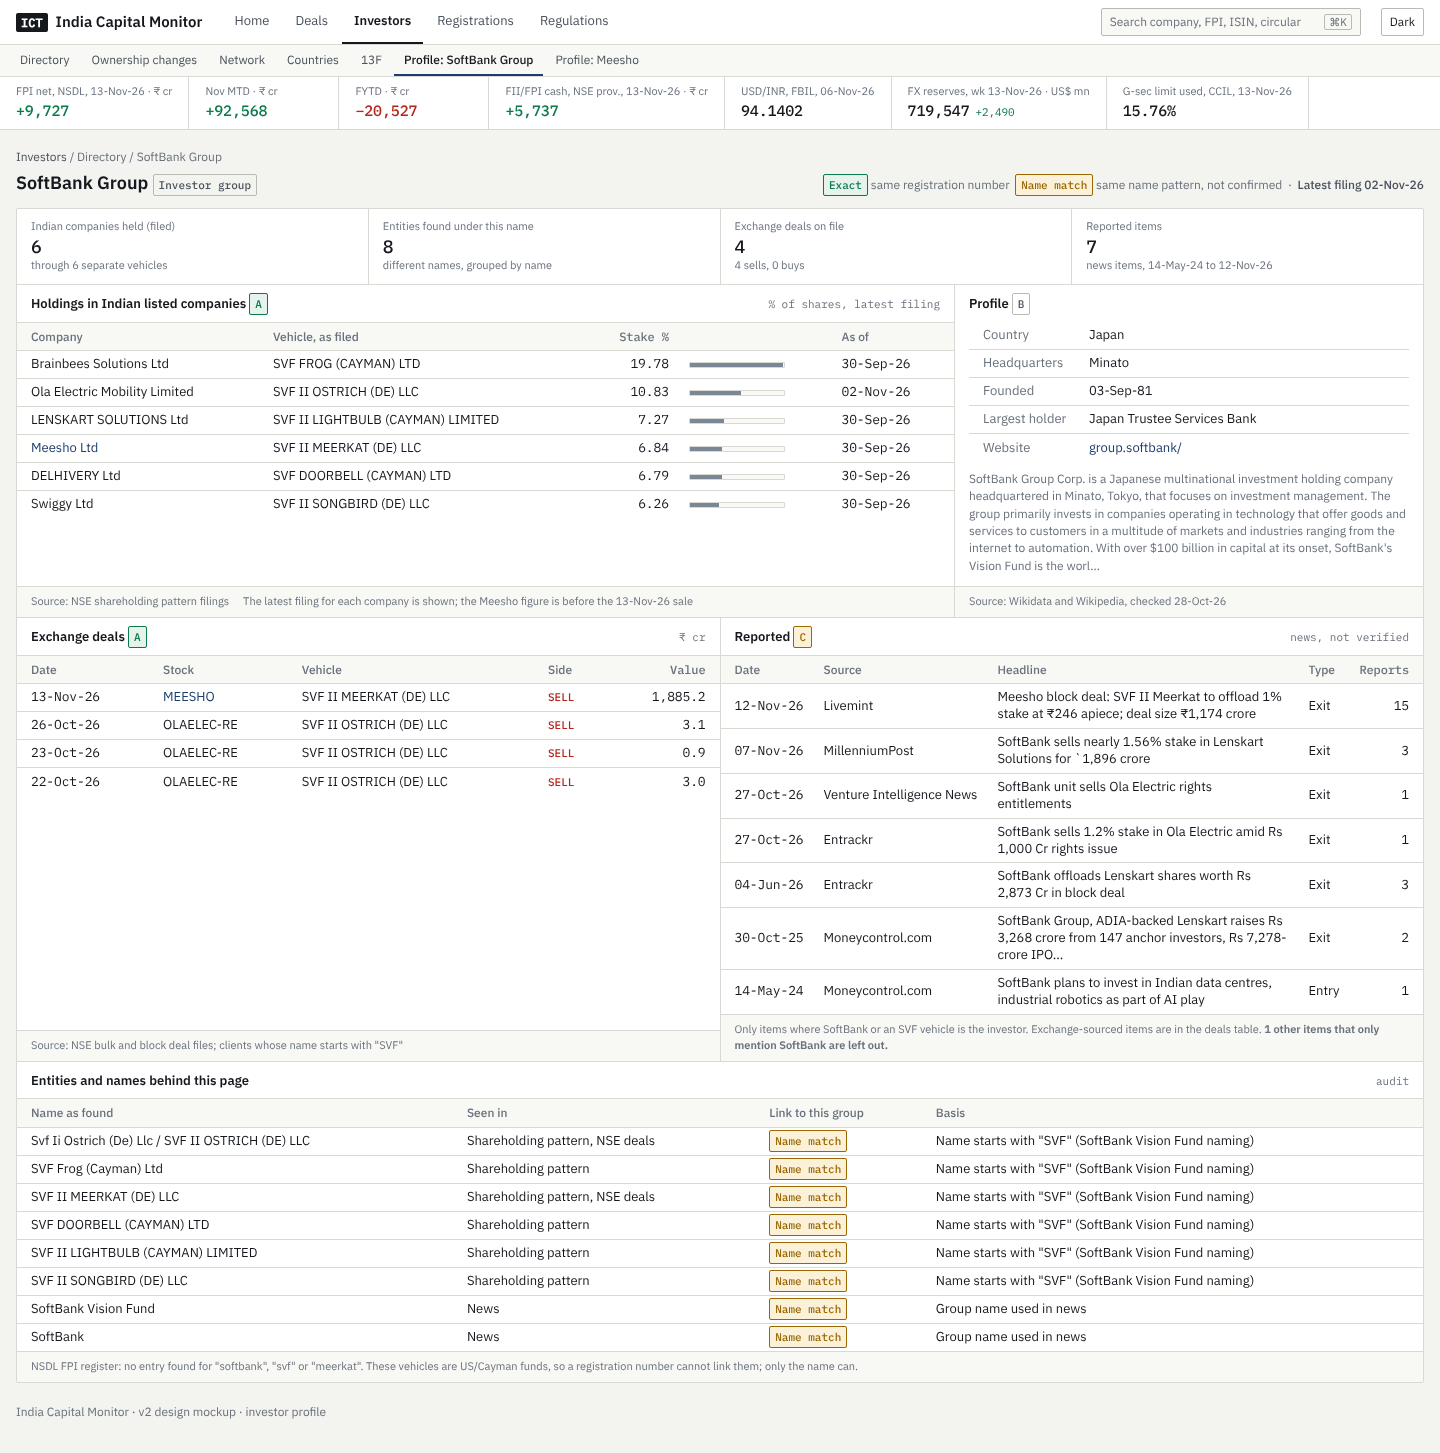 ICT India Capital Monitor Home Deals Investors Registrations Regulations Search company, FPI, ISIN, circular ⌘K Dark
Directory Ownership changes Network Countries 13F Profile: SoftBank Group Profile: Meesho
FPI net, NSDL, 13-Nov-26 · ₹ cr Nov MTD · ₹ cr FYTD · ₹ cr FII/FPI cash, NSE prov., 13-Nov-26 · ₹ cr USD/INR, FBIL, 06-Nov-26 FX reserves, wk 13-Nov-26 · US$ mn G-sec limit used, CCIL, 13-Nov-26
+9,727 +92,568 −20,527 +5,737 94.1402 719,547 +2,490 15.76%
Investors / Directory / SoftBank Group
SoftBank Group Investor group Exact same registration number Name match same name pattern, not confirmed · Latest filing 02-Nov-26
Indian companies held (filed) Entities found under this name Exchange deals on file Reported items
6 8 4 7
through 6 separate vehicles different names, grouped by name 4 sells, 0 buys news items, 14-May-24 to 12-Nov-26
Holdings in Indian listed companies A % of shares, latest filing
Company Vehicle, as filed Stake % As of
Brainbees Solutions Ltd SVF FROG (CAYMAN) LTD 19.78 30-Sep-26
Ola Electric Mobility Limited SVF II OSTRICH (DE) LLC 10.83 02-Nov-26
LENSKART SOLUTIONS Ltd SVF II LIGHTBULB (CAYMAN) LIMITED 7.27 30-Sep-26
Meesho Ltd SVF II MEERKAT (DE) LLC 6.84 30-Sep-26
DELHIVERY Ltd SVF DOORBELL (CAYMAN) LTD 6.79 30-Sep-26
Swiggy Ltd SVF II SONGBIRD (DE) LLC 6.26 30-Sep-26
Source: NSE shareholding pattern filings The latest filing for each company is shown; the Meesho figure is before the 13-Nov-26 sale
Profile B
Country Japan
Headquarters Minato
Founded 03-Sep-81
Largest holder Japan Trustee Services Bank
Website group.softbank/
SoftBank Group Corp. is a Japanese multinational investment holding company
headquartered in Minato, Tokyo, that focuses on investment management. The
group primarily invests in companies operating in technology that offer goods and
services to customers in a multitude of markets and industries ranging from the
internet to automation. With over $100 billion in capital at its onset, SoftBank's
Vision Fund is the worl…
Source: Wikidata and Wikipedia, checked 28-Oct-26
Exchange deals A ₹ cr
Date Stock Vehicle Side Value
13-Nov-26 MEESHO SVF II MEERKAT (DE) LLC SELL 1,885.2
26-Oct-26 OLAELEC-RE SVF II OSTRICH (DE) LLC SELL 3.1
23-Oct-26 OLAELEC-RE SVF II OSTRICH (DE) LLC SELL 0.9
22-Oct-26 OLAELEC-RE SVF II OSTRICH (DE) LLC SELL 3.0
Source: NSE bulk and block deal files; clients whose name starts with "SVF"
Reported C news, not verified
Date Source Headline Type Reports
12-Nov-26 Livemint Meesho block deal: SVF II Meerkat to offload 1% Exit 15
stake at ₹246 apiece; deal size ₹1,174 crore
07-Nov-26 MillenniumPost SoftBank sells nearly 1.56% stake in Lenskart Exit 3
Solutions for `1,896 crore
27-Oct-26 Venture Intelligence News SoftBank unit sells Ola Electric rights Exit 1
entitlements
27-Oct-26 Entrackr SoftBank sells 1.2% stake in Ola Electric amid Rs Exit 1
1,000 Cr rights issue
04-Jun-26 Entrackr SoftBank offloads Lenskart shares worth Rs Exit 3
2,873 Cr in block deal
SoftBank Group, ADIA-backed Lenskart raises Rs
30-Oct-25 Moneycontrol.com 3,268 crore from 147 anchor investors, Rs 7,278- Exit 2
crore IPO…
14-May-24 Moneycontrol.com SoftBank plans to invest in Indian data centres, Entry 1
industrial robotics as part of AI play
Only items where SoftBank or an SVF vehicle is the investor. Exchange-sourced items are in the deals table. 1 other items that only
mention SoftBank are left out.
Entities and names behind this page audit
Name as found Seen in Link to this group Basis
Svf Ii Ostrich (De) Llc / SVF II OSTRICH (DE) LLC Shareholding pattern, NSE deals Name match Name starts with "SVF" (SoftBank Vision Fund naming)
SVF Frog (Cayman) Ltd Shareholding pattern Name match Name starts with "SVF" (SoftBank Vision Fund naming)
SVF II MEERKAT (DE) LLC Shareholding pattern, NSE deals Name match Name starts with "SVF" (SoftBank Vision Fund naming)
SVF DOORBELL (CAYMAN) LTD Shareholding pattern Name match Name starts with "SVF" (SoftBank Vision Fund naming)
SVF II LIGHTBULB (CAYMAN) LIMITED Shareholding pattern Name match Name starts with "SVF" (SoftBank Vision Fund naming)
SVF II SONGBIRD (DE) LLC Shareholding pattern Name match Name starts with "SVF" (SoftBank Vision Fund naming)
SoftBank Vision Fund News Name match Group name used in news
SoftBank News Name match Group name used in news
NSDL FPI register: no entry found for "softbank", "svf" or "meerkat". These vehicles are US/Cayman funds, so a registration number cannot link them; only the name can.
India Capital Monitor · v2 design mockup · investor profile